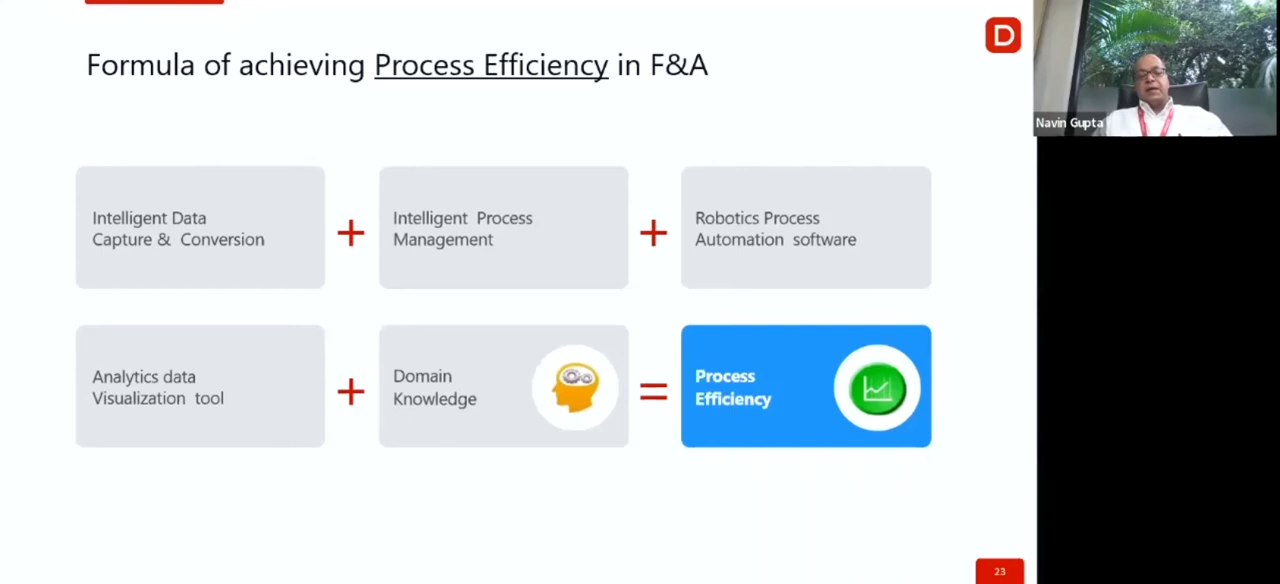 D
Formula of achieving Process Efficiency in F&A
Navin Gupta
Intelligent Data
Capture & Conversion
+
Intelligent Process
Management
+
Robotics Process
Automation software
Analytics data
Visualization tool
+
Domain
Knowledge
=
Process
Efficiency
23